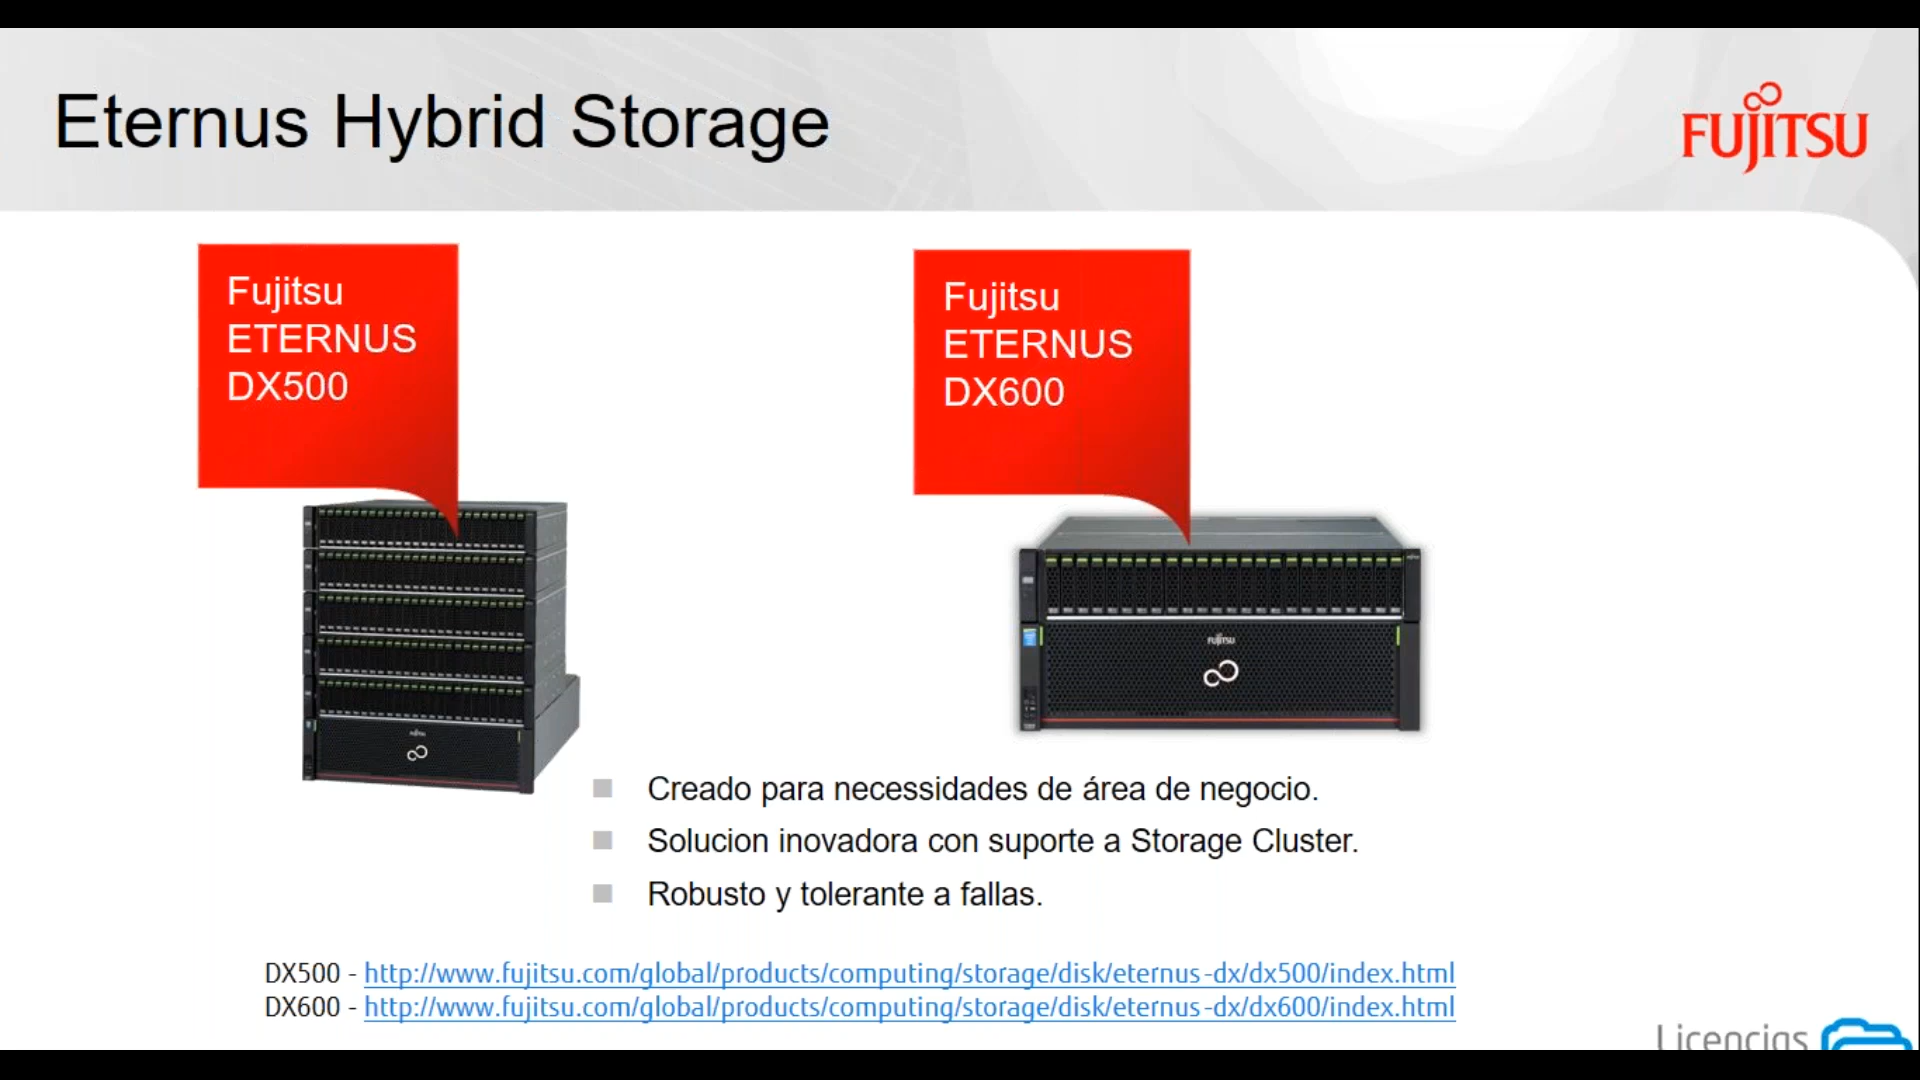 Eternus Hybrid Storage
FUJITSU
Fujitsu
ETERNUS
DX500
Fujitsu
ETERNUS
DX600
FUJITSU
Creado para necessidades de área de negocio.
Solucion inovadora con suporte a Storage Cluster.
Robusto y tolerante a fallas.
DX500 - http://www.fujitsu.com/global/products/computing/storage/disk/eternus-dx/dx500/index.html
DX600 - http://www.fujitsu.com/global/products/computing/storage/disk/eternus-dx/dx600/index.html
Licencias